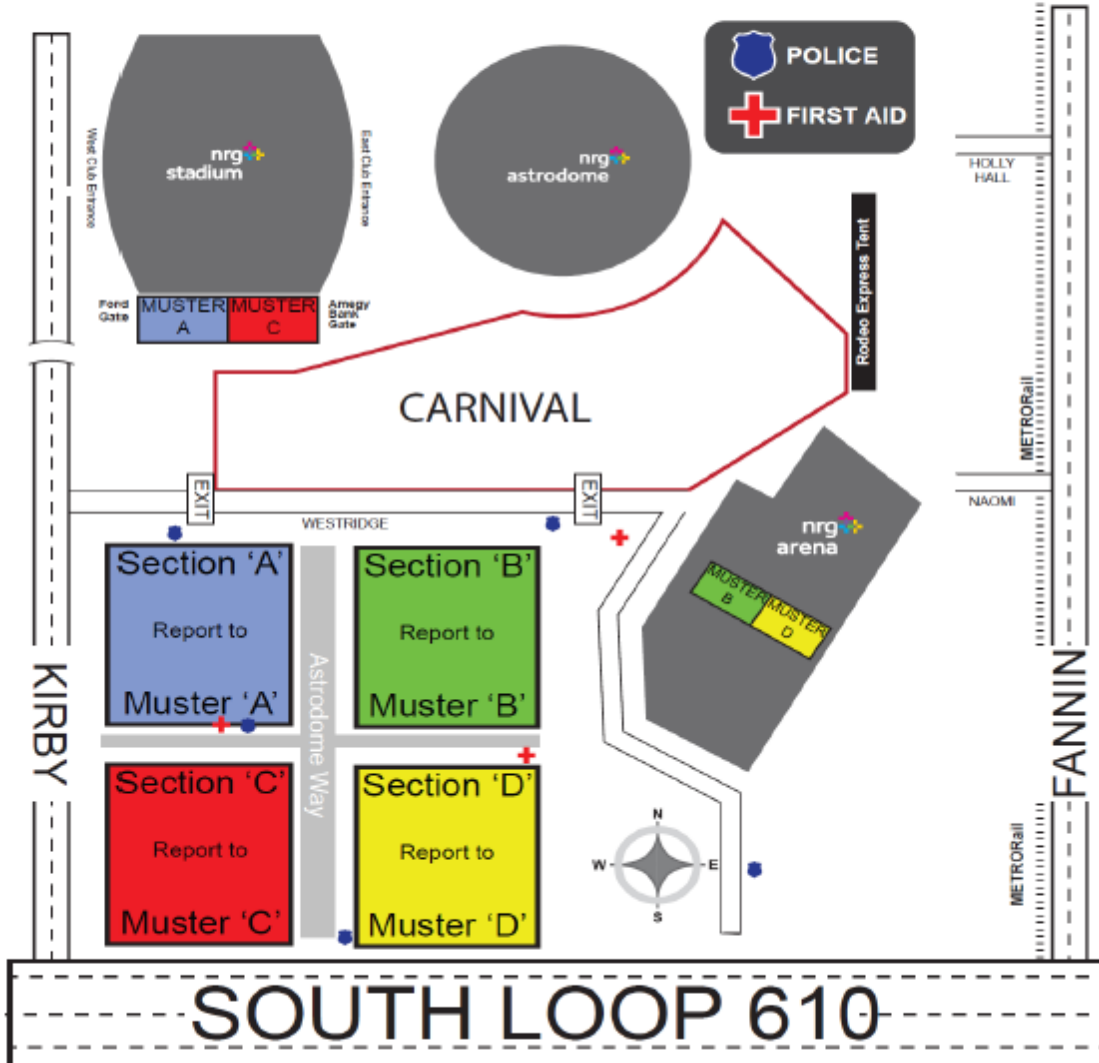 POLICE
FIRST AID
nrg
stadium
nrg
astrodome
West Club Entrance
East Club Entrance
HOLLY
HALL
Rodeo Express Tent
Ford
Gate
MUSTER
A
MUSTER
C
Amegy
Bank
Gate
CARNIVAL
METRORail
EXIT
EXIT
WESTRIDGE
NAOMI
nrg
arena
MUSTER
B
MUSTER
D
Section ‘A’
Report to
Muster ‘A’
Section ‘B’
Report to
Muster ‘B’
Astrodome Way
KIRBY
FANNIN
Section ‘C’
Report to
Muster ‘C’
Section ‘D’
Report to
Muster ‘D’
N
W
E
S
METRORail
SOUTH LOOP 610